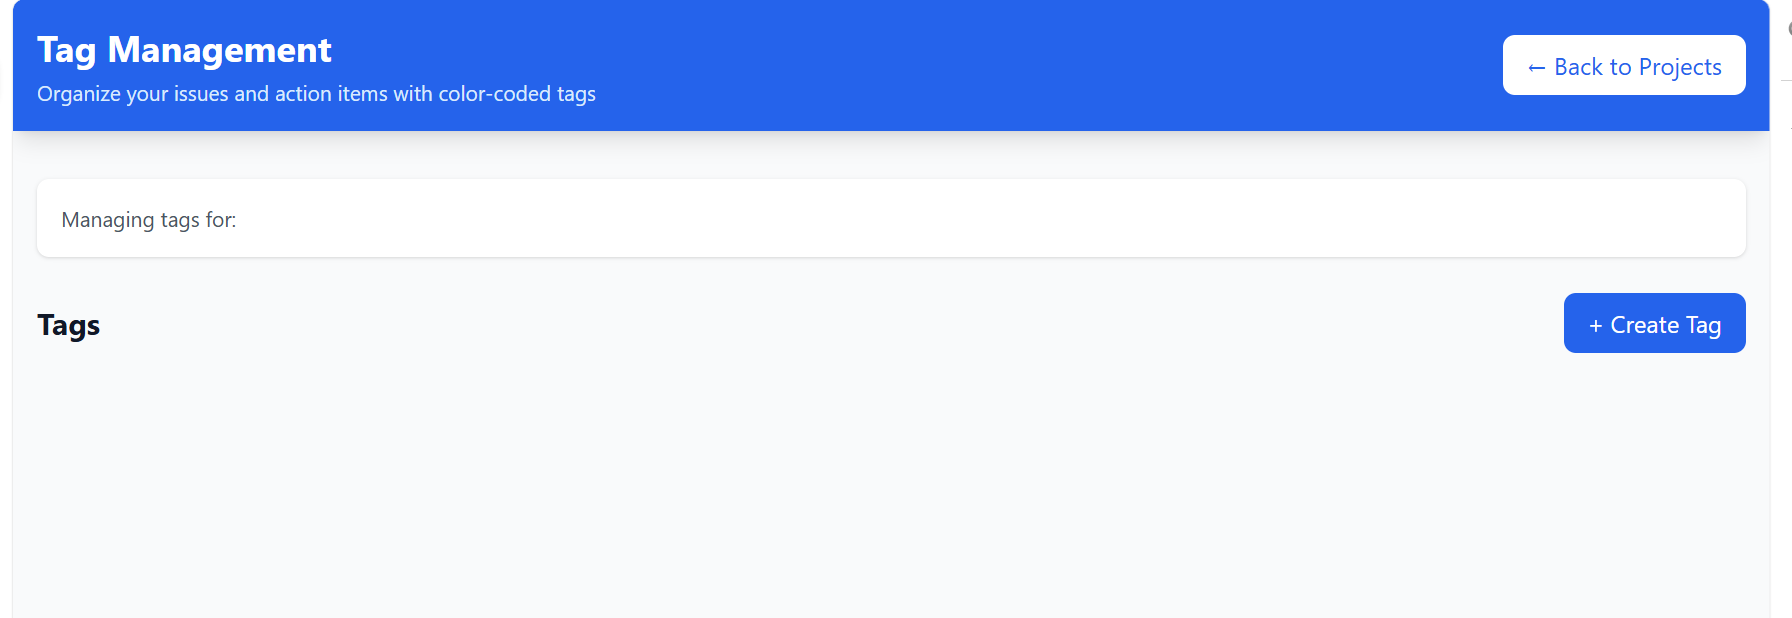 Tag Management
Organize your issues and action items with color-coded tags
← Back to Projects
Managing tags for:
Tags
+ Create Tag